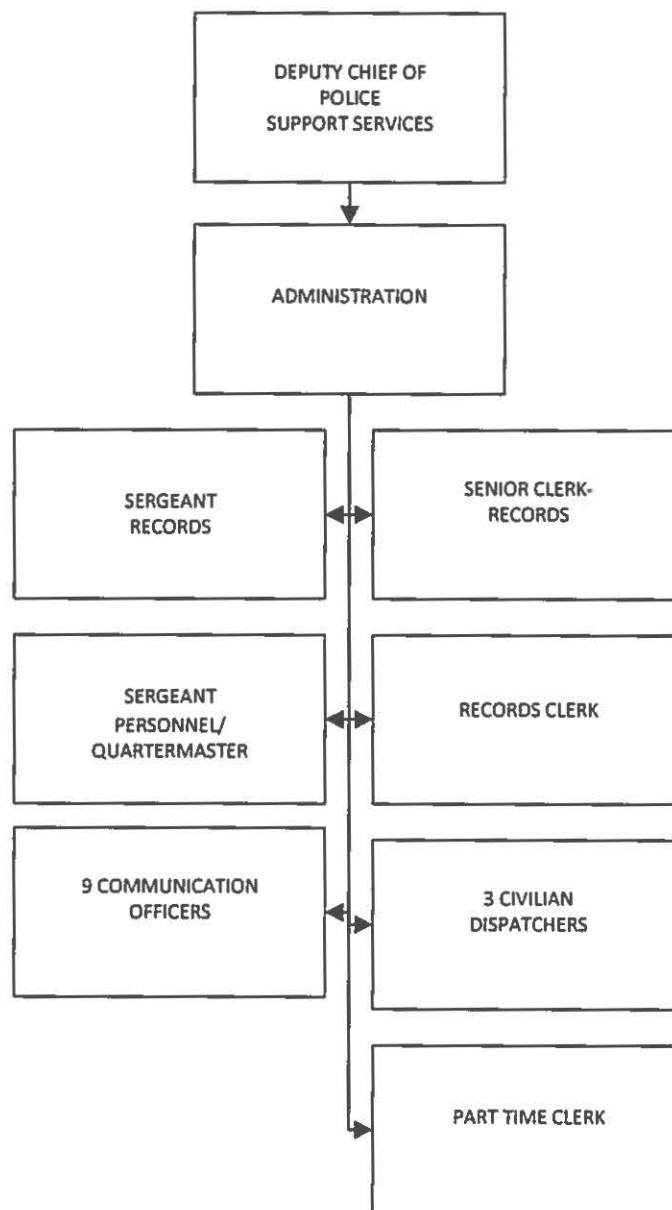 DEPUTY CHIEF OF
POLICE
SUPPORT SERVICES
ADMINISTRATION
SERGEANT
RECORDS
SENIOR CLERK-
RECORDS
SERGEANT
PERSONNEL/
QUARTERMASTER
RECORDS CLERK
9 COMMUNICATION
OFFICERS
3 CIVILIAN
DISPATCHERS
PART TIME CLERK